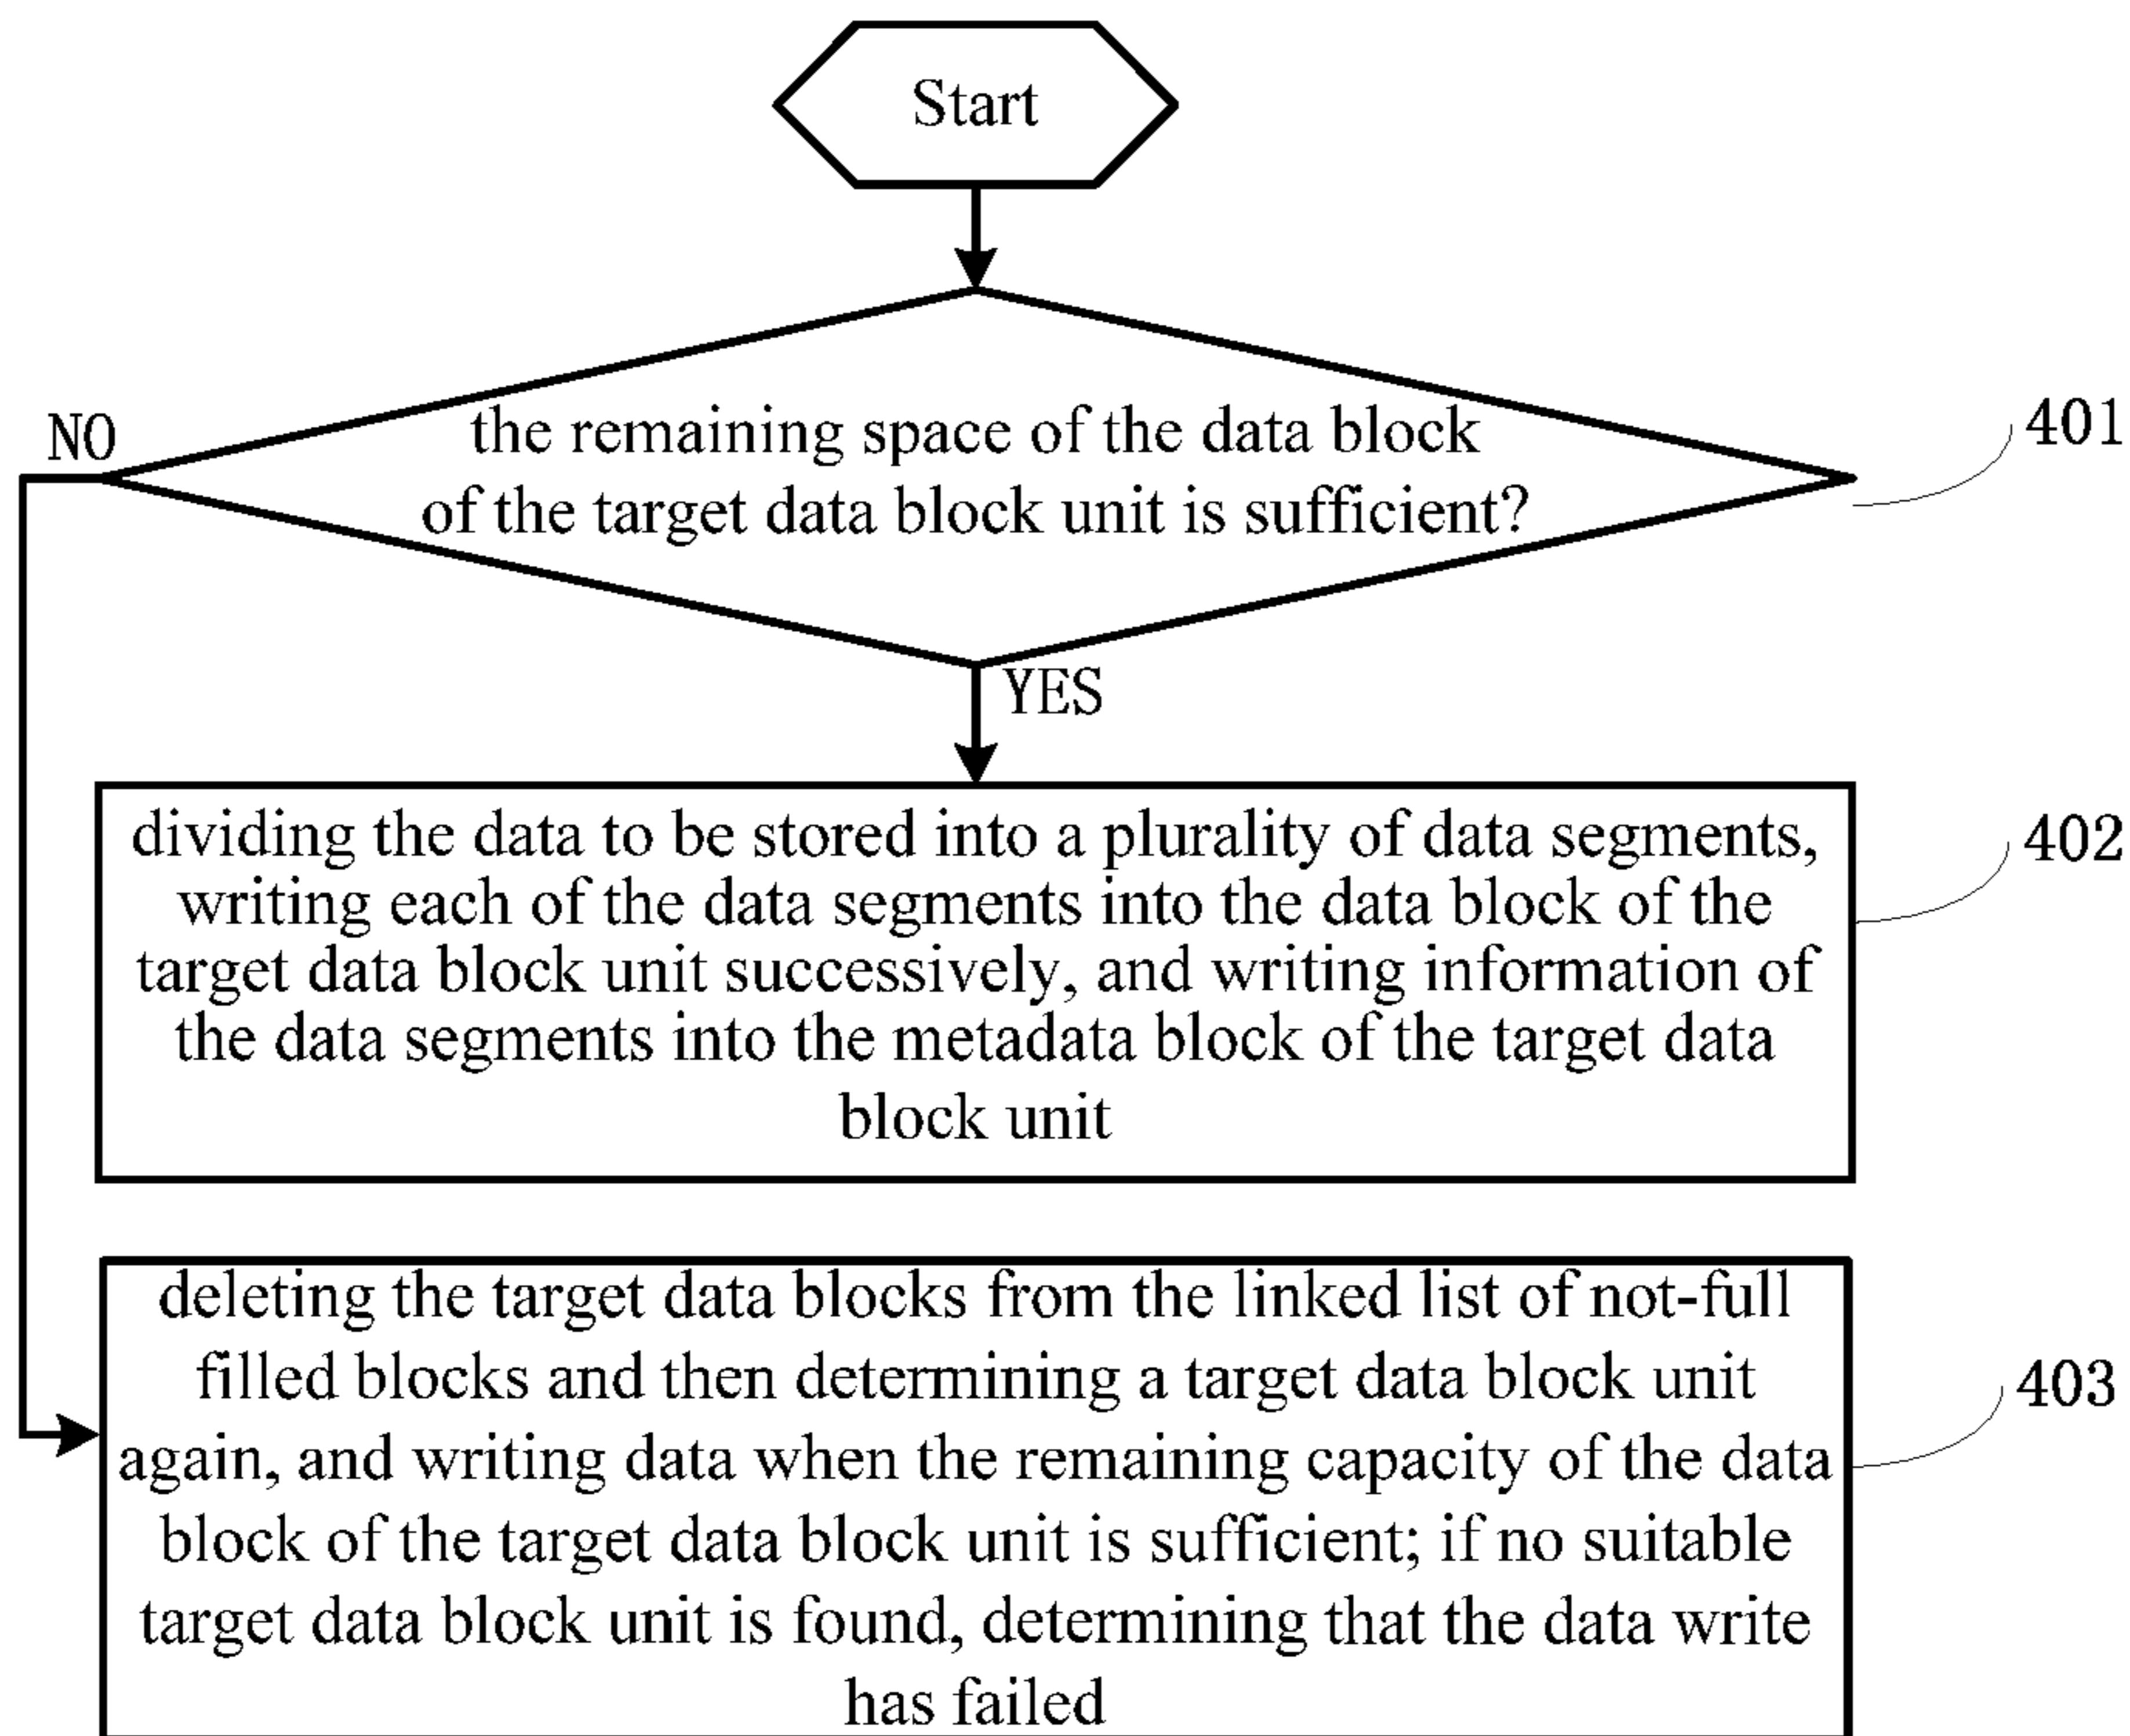 Start
NO
the remaining space of the data block
of the target data block unit is sufficient?
401
YES
dividing the data to be stored into a plurality of data segments,
writing each of the data segments into the data block of the
target data block unit successively, and writing information of
the data segments into the metadata block of the target data
block unit
402
deleting the target data blocks from the linked list of not-full
filled blocks and then determining a target data block unit
again, and writing data when the remaining capacity of the data
block of the target data block unit is sufficient; if no suitable
target data block unit is found, determining that the data write
has failed
403